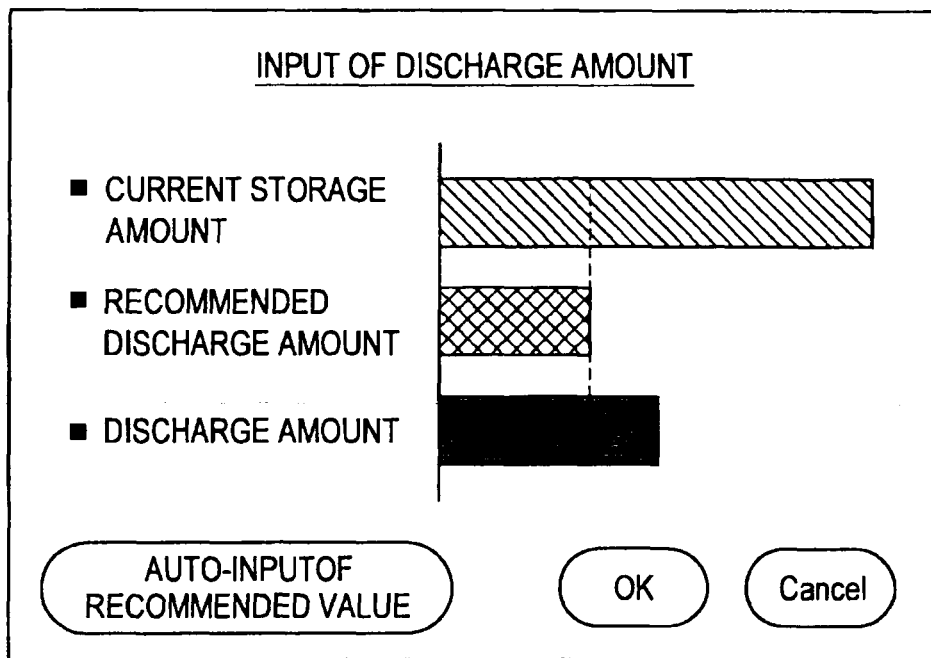 INPUT OF DISCHARGE AMOUNT
■ CURRENT STORAGE
AMOUNT
■ RECOMMENDED
DISCHARGE AMOUNT
■ DISCHARGE AMOUNT
AUTO-INPUTOF
RECOMMENDED VALUE
OK
Cancel